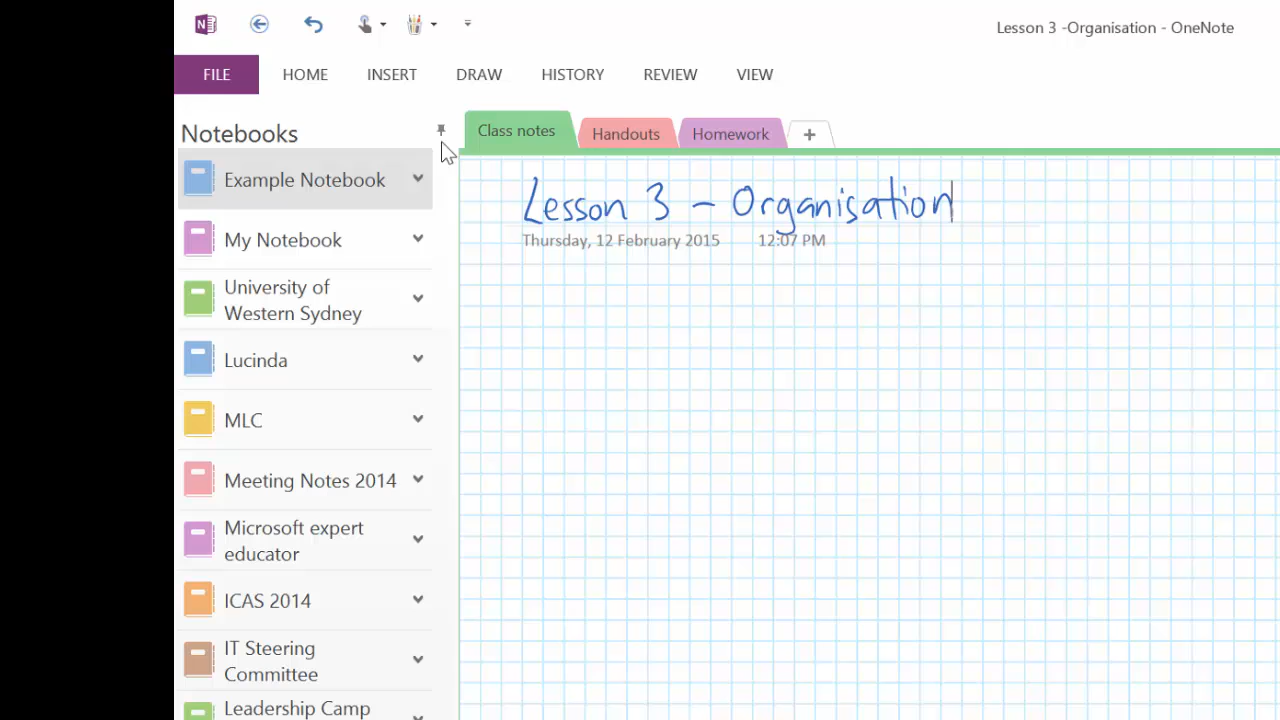 Lesson 3 -Organisation - OneNote
FILE HOME INSERT DRAW HISTORY REVIEW VIEW
Notebooks
Class notes Handouts Homework +
Example Notebook
My Notebook
University of
Western Sydney
Lucinda
MLC
Meeting Notes 2014
Microsoft expert
educator
ICAS 2014
IT Steering
Committee
Leadership Camp
Lesson 3 - Organisation
Thursday, 12 February 2015 12:07 PM